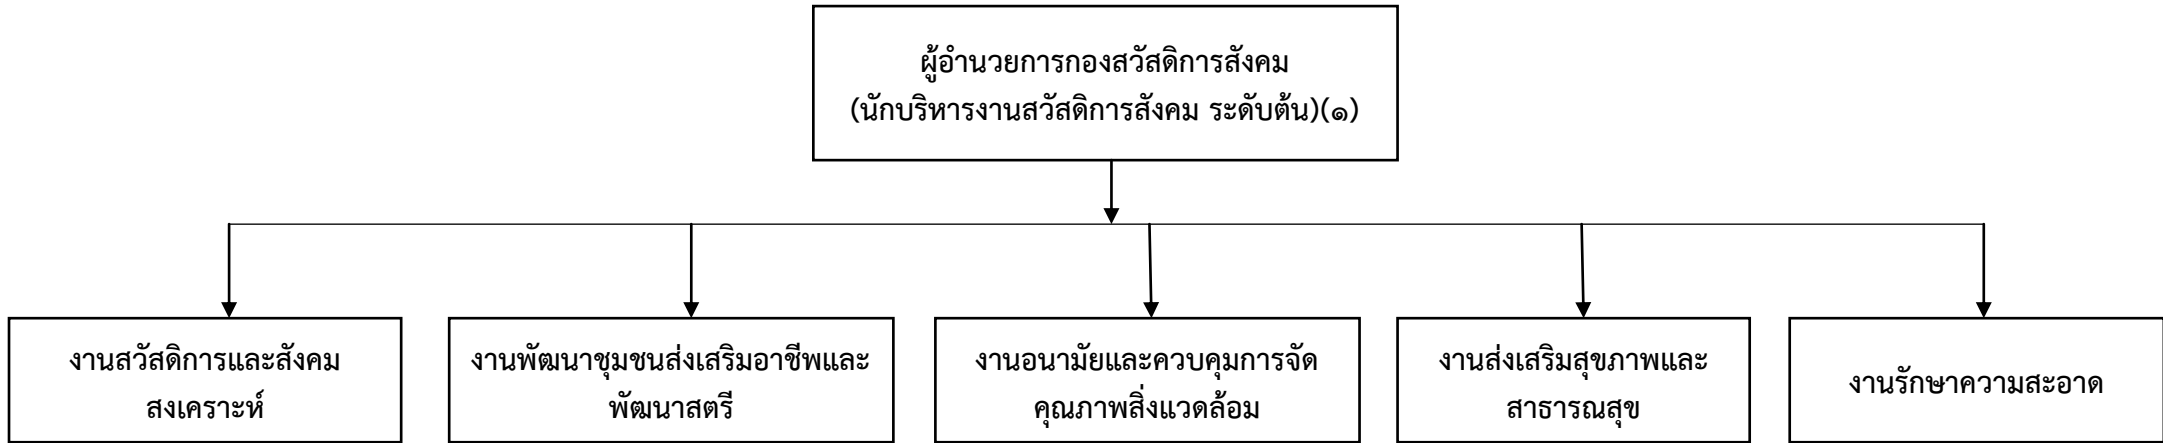 ผู้อำนวยการกองสวัสดิการสังคม
(นักบริหารงานสวัสดิการสังคม ระดับต้น)(๑)
งานสวัสดิการและสังคม
สงเคราะห์
งานพัฒนาชุมชนส่งเสริมอาชีพและ
พัฒนาสตรี
งานอนามัยและควบคุมการจัด
คุณภาพสิ่งแวดล้อม
งานส่งเสริมสุขภาพและ
สาธารณสุข
งานรักษาความสะอาด